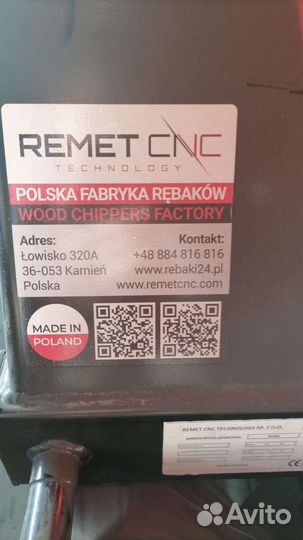 REMET CNC
TECHNOLOGY
POLSKA FABRYKA RĘBAKÓW
WOOD CHIPPERS FACTORY
Adres: Kontakt:
Łowisko 320A +48 884 816 816
36-053 Kamień www.rebaki24.pl
Polska www.remetcnc.com
MADE IN
POLAND
REMET CNC TECHNOLOGY SP. Z O.O.
Avito